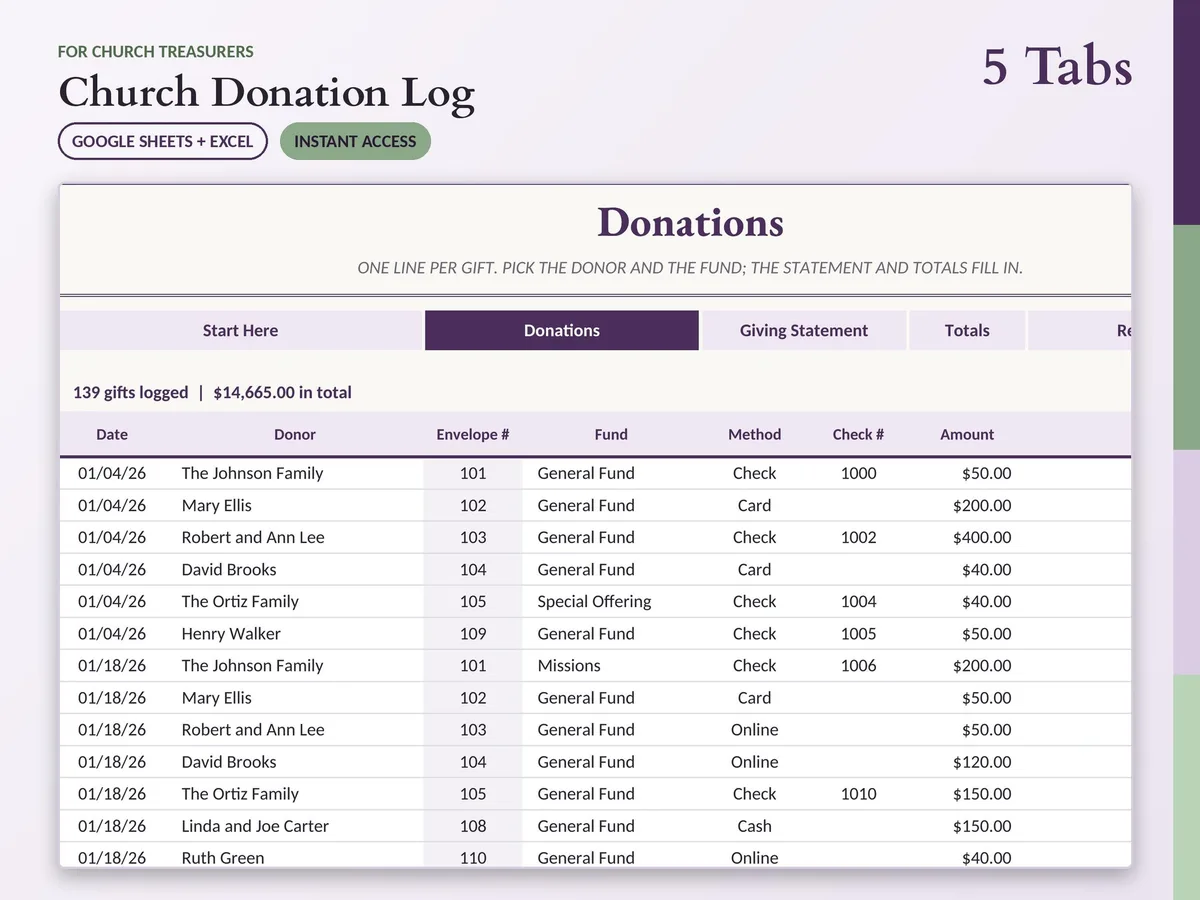 FOR CHURCH TREASURERS
Church Donation Log
5 Tabs
GOOGLE SHEETS + EXCEL INSTANT ACCESS
Donations
ONE LINE PER GIFT. PICK THE DONOR AND THE FUND; THE STATEMENT AND TOTALS FILL IN.
Start Here Donations Giving Statement Totals
139 gifts logged | $14,665.00 in total
Date Donor Envelope # Fund Method Check # Amount
01/04/26 The Johnson Family 101 General Fund Check 1000 $50.00
01/04/26 Mary Ellis 102 General Fund Card $200.00
01/04/26 Robert and Ann Lee 103 General Fund Check 1002 $400.00
01/04/26 David Brooks 104 General Fund Card $40.00
01/04/26 The Ortiz Family 105 Special Offering Check 1004 $40.00
01/04/26 Henry Walker 109 General Fund Check 1005 $50.00
01/18/26 The Johnson Family 101 Missions Check 1006 $200.00
01/18/26 Mary Ellis 102 General Fund Card $50.00
01/18/26 Robert and Ann Lee 103 General Fund Online $50.00
01/18/26 David Brooks 104 General Fund Online $120.00
01/18/26 The Ortiz Family 105 General Fund Check 1010 $150.00
01/18/26 Linda and Joe Carter 108 General Fund Cash $150.00
01/18/26 Ruth Green 110 General Fund Online $40.00